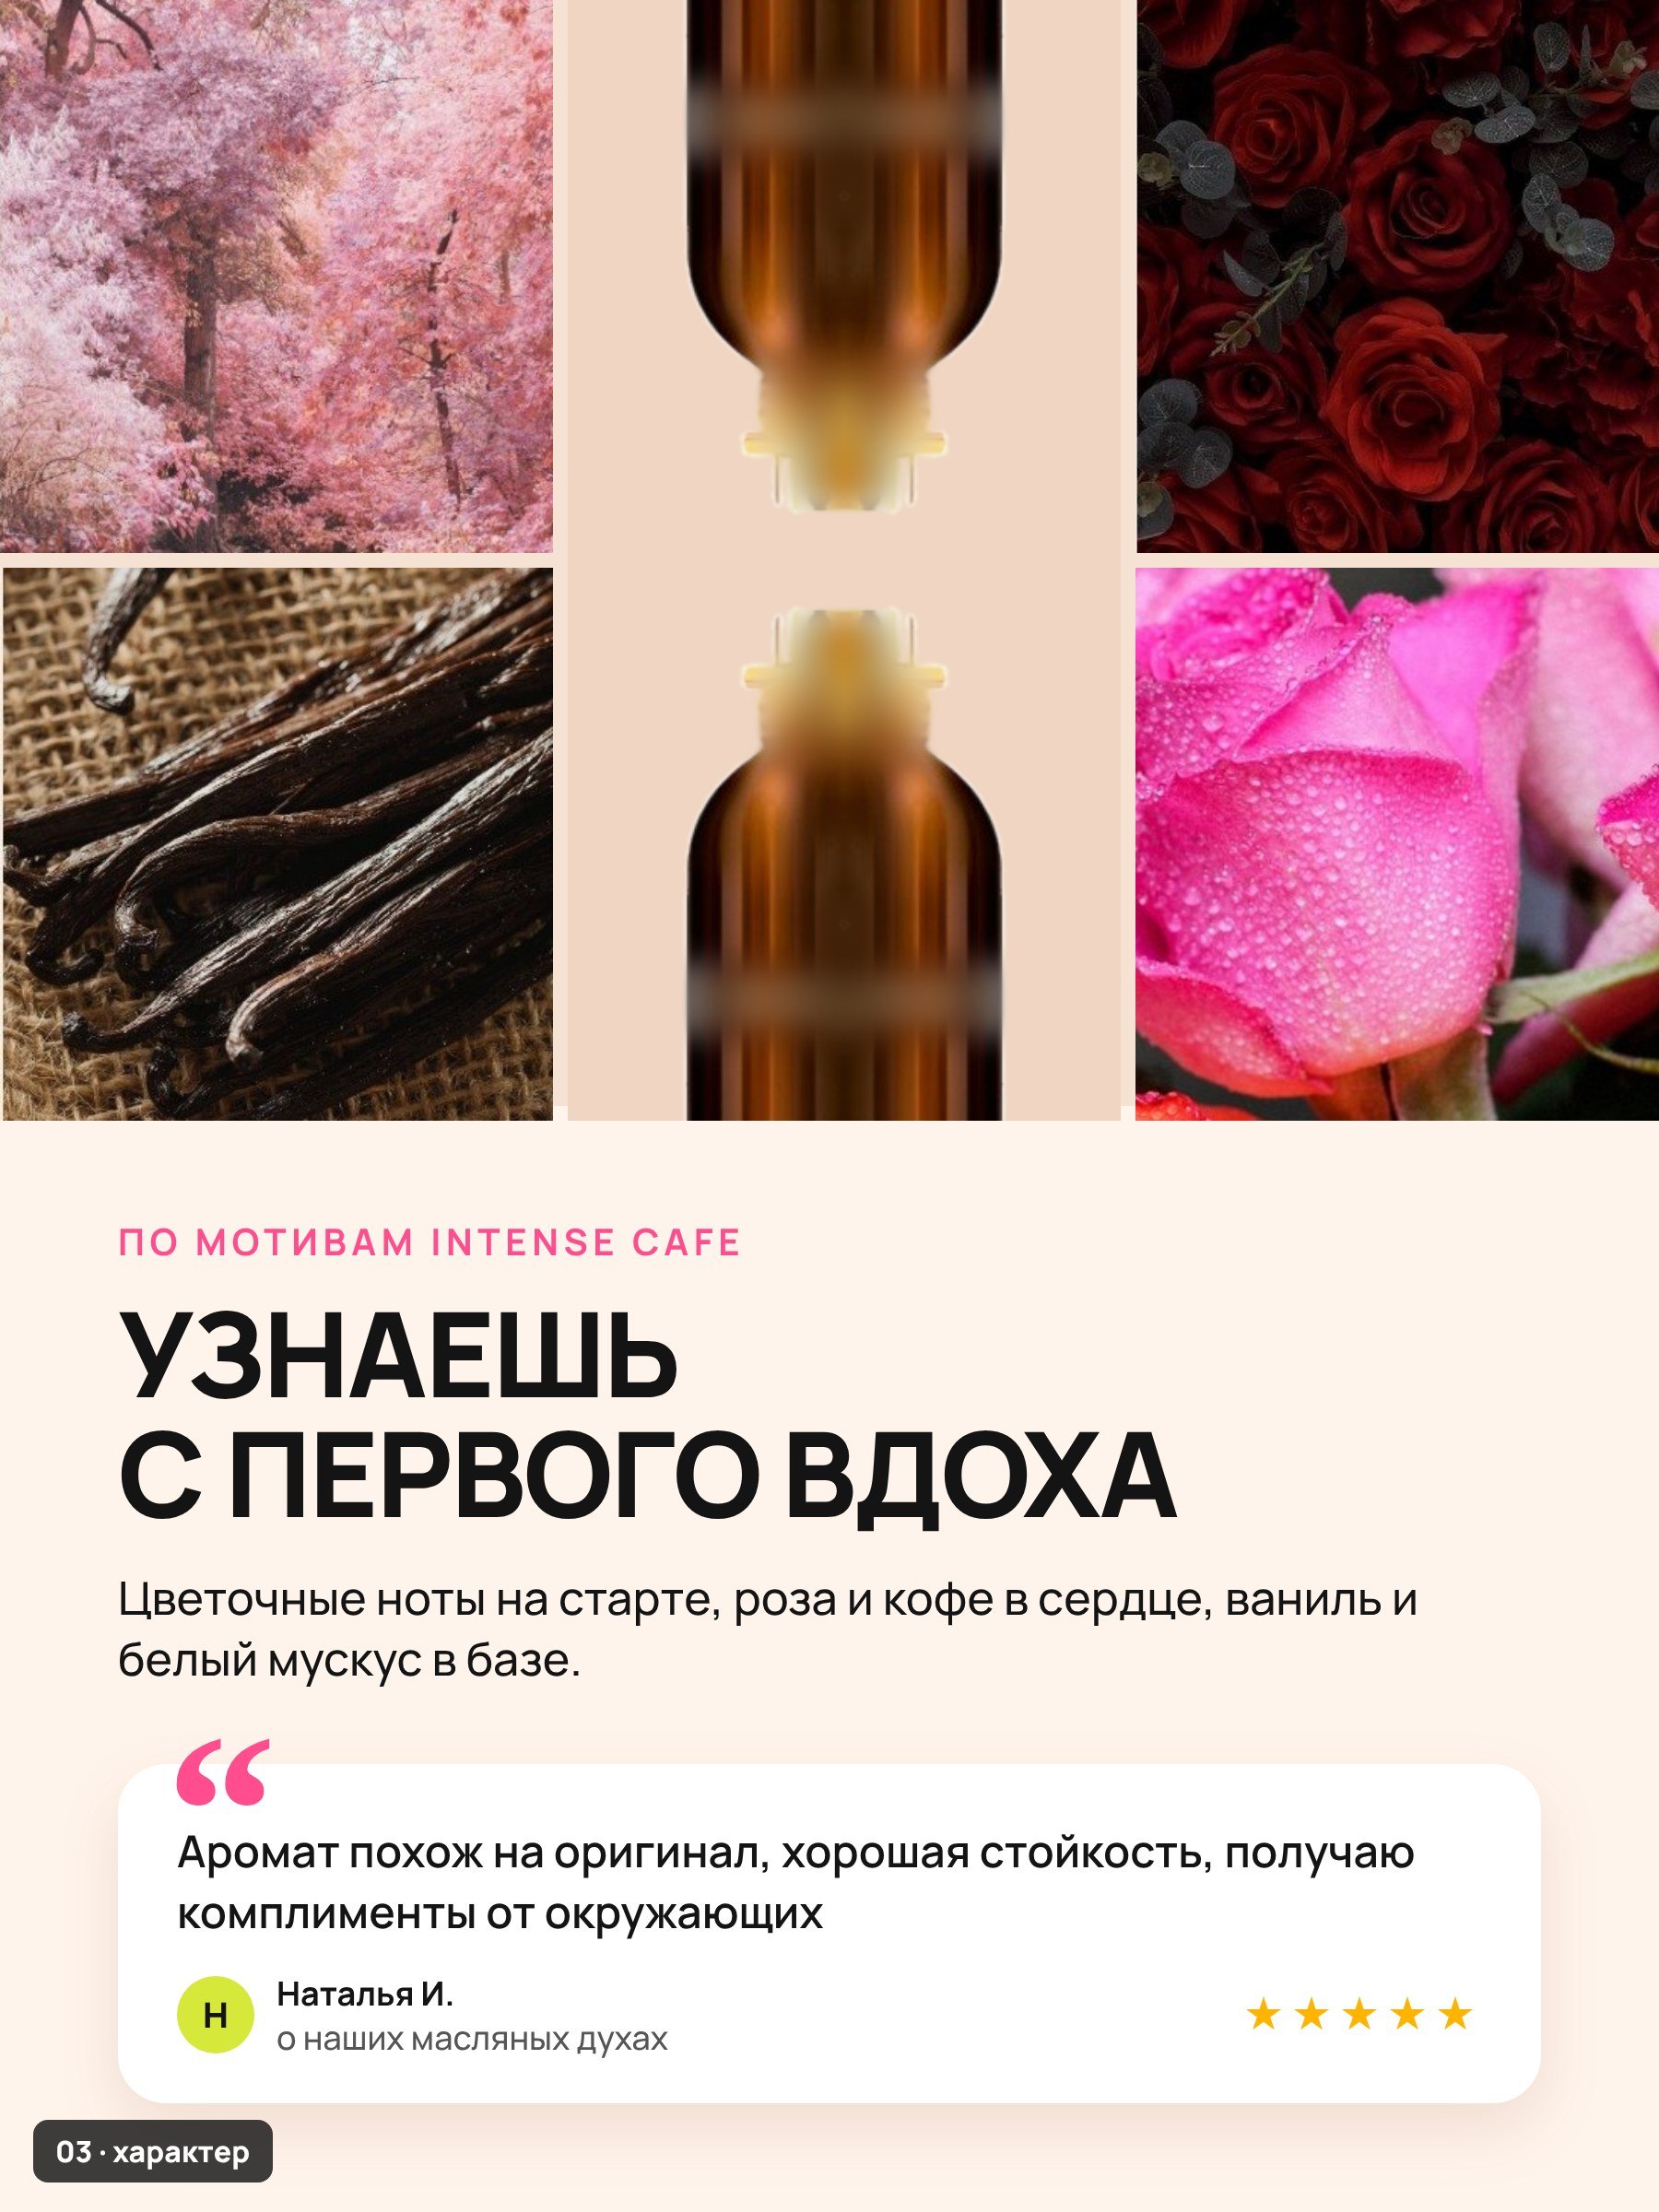 ПО МОТИВАМ INTENSE CAFE
УЗНАЕШЬ
С ПЕРВОГО ВДОХА
Цветочные ноты на старте, роза и кофе в сердце, ваниль и
белый мускус в базе.
“
Аромат похож на оригинал, хорошая стойкость, получаю
комплименты от окружающих
Н
Наталья И.
о наших масляных духах
★★★★★
03 · характер